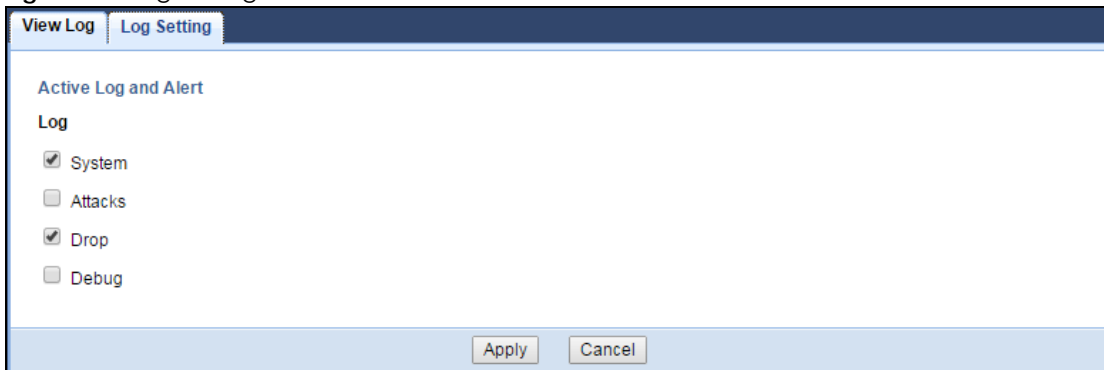 View Log Log Setting
Active Log and Alert
Log
System
Attacks
Drop
Debug
Apply Cancel